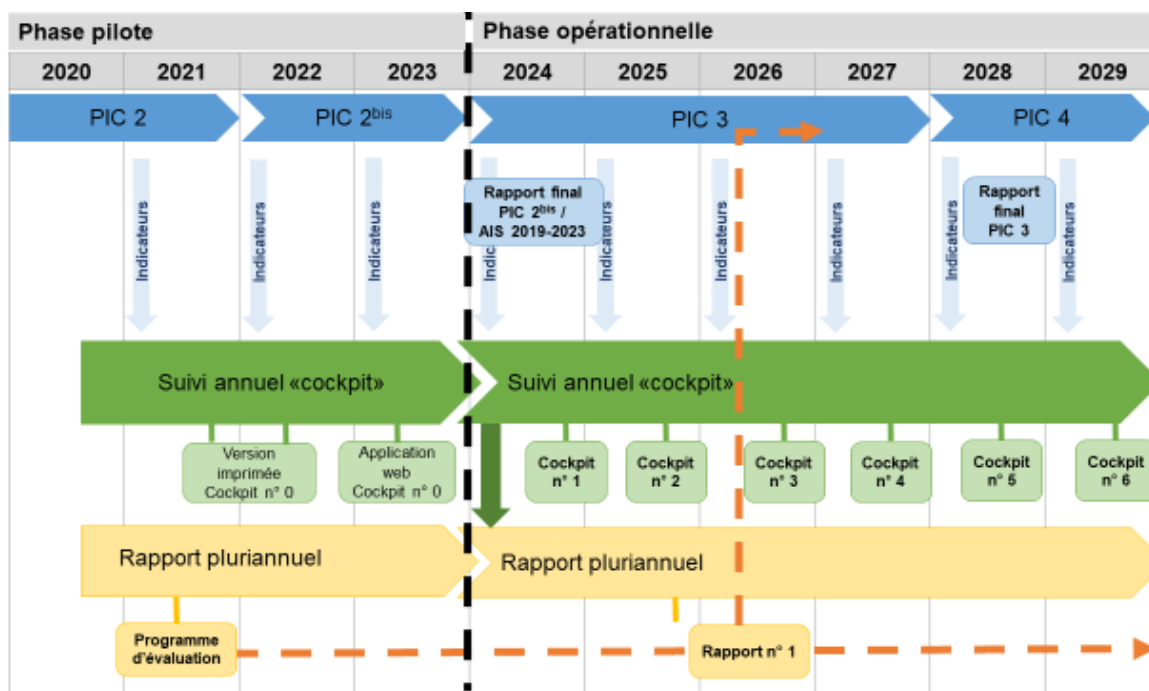 Phase pilote
Phase opérationnelle
2020
2021
2022
2023
2024
2025
2026
2027
2028
2029
PIC 2
PIC 2bis
PIC 3
PIC 4
Indicateurs
Indicateurs
Indicateurs
Indicateurs
Indicateurs
Indicateurs
Indicateurs
Indicateurs
Indicateurs
Rapport final
PIC 2bis /
AIS 2019-2023
Rapport
final
PIC 3
Suivi annuel «cockpit»
Suivi annuel «cockpit»
Version
imprimée
Cockpit n° 0
Application
web
Cockpit n° 0
Cockpit
n° 1
Cockpit
n° 2
Cockpit
n° 3
Cockpit
n° 4
Cockpit
n° 5
Cockpit
n° 6
Rapport pluriannuel
Rapport pluriannuel
Programme
d'évaluation
Rapport n° 1